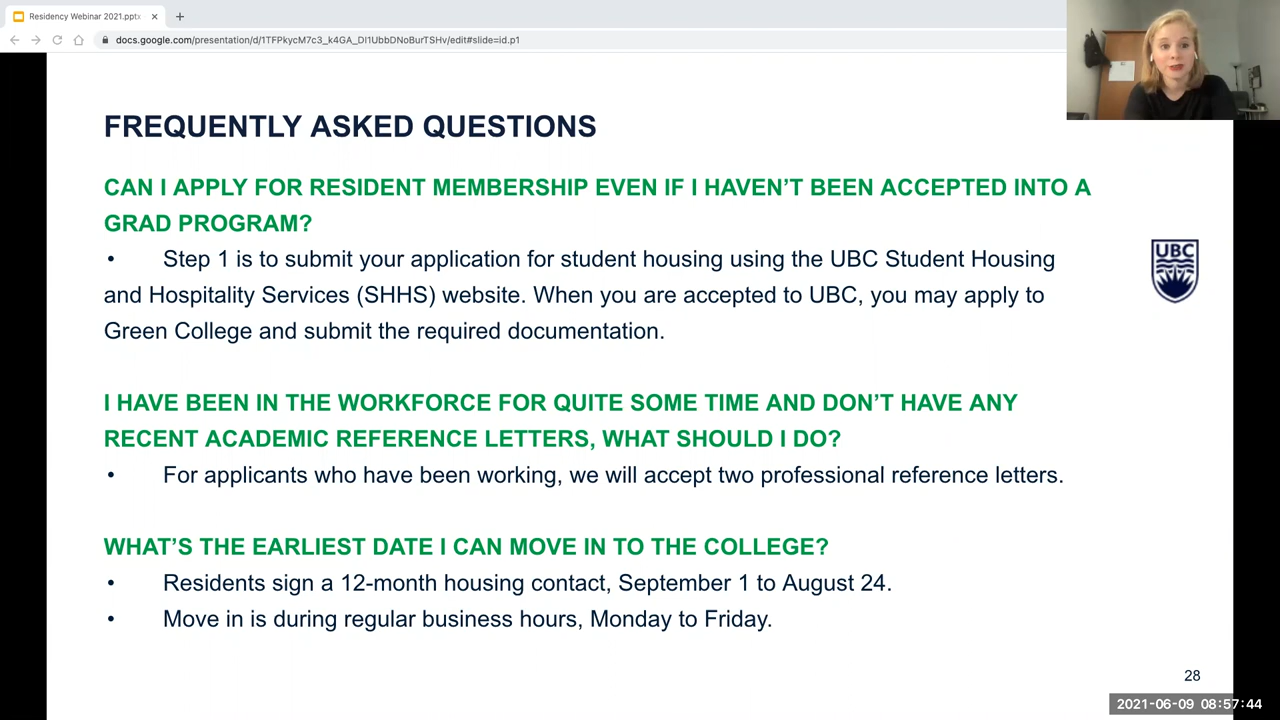 Residency Webinar 2021.pptx
docs.google.com/presentation/d/1TFPkycM7c3_k4GA_DI1UbbDNoBurTSHv/edit#slide=id.p1
FREQUENTLY ASKED QUESTIONS
CAN I APPLY FOR RESIDENT MEMBERSHIP EVEN IF I HAVEN'T BEEN ACCEPTED INTO A
GRAD PROGRAM?
• Step 1 is to submit your application for student housing using the UBC Student Housing
and Hospitality Services (SHHS) website. When you are accepted to UBC, you may apply to
Green College and submit the required documentation.
UBC
I HAVE BEEN IN THE WORKFORCE FOR QUITE SOME TIME AND DON'T HAVE ANY
RECENT ACADEMIC REFERENCE LETTERS, WHAT SHOULD I DO?
• For applicants who have been working, we will accept two professional reference letters.
WHAT'S THE EARLIEST DATE I CAN MOVE IN TO THE COLLEGE?
• Residents sign a 12-month housing contact, September 1 to August 24.
• Move in is during regular business hours, Monday to Friday.
28
2021-06-09 08:57:44